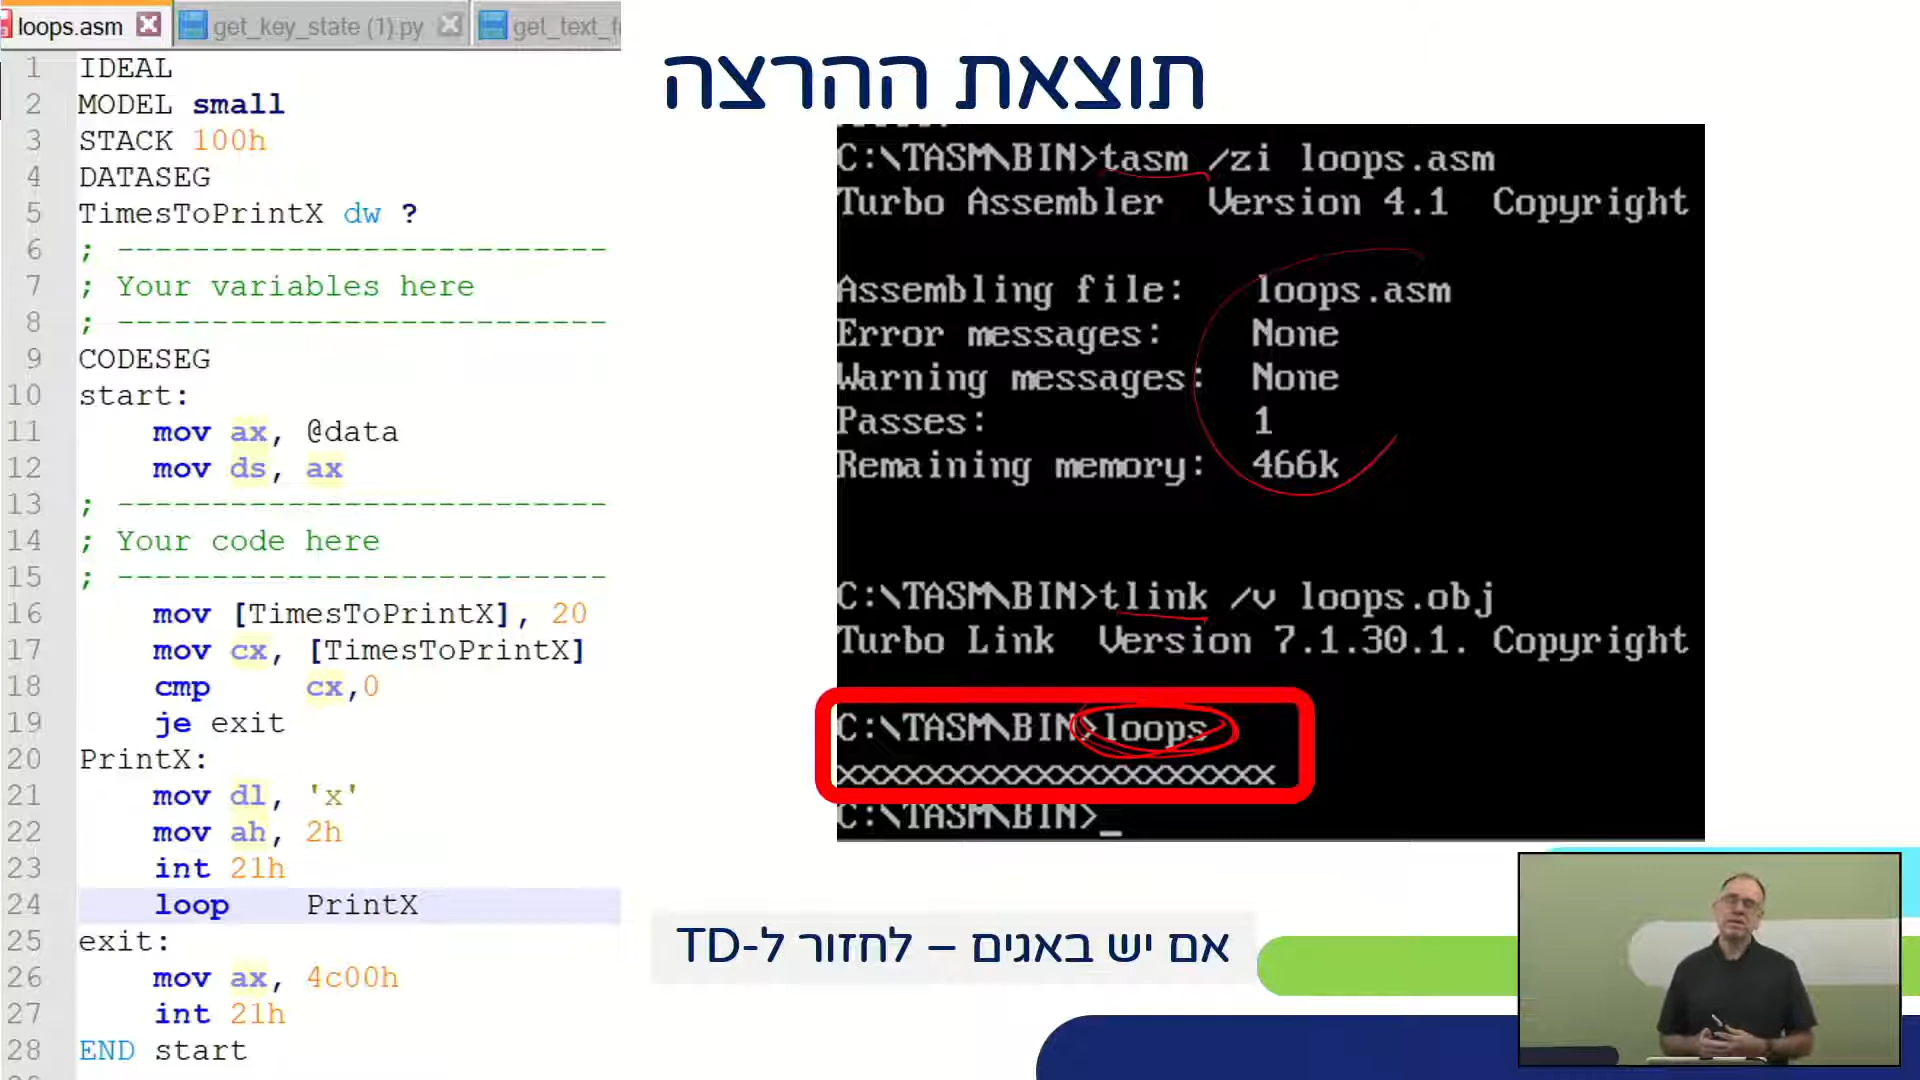 loops.asm get_key_state (1).py get_text_f
1 IDEAL
2 MODEL small
3 STACK 100h
4 DATASEG
5 TimesToPrintX dw ?
6 ; --------------------------
7 ; Your variables here
8 ; --------------------------
9 CODESEG
10 start:
11 mov ax, @data
12 mov ds, ax
13 ; --------------------------
14 ; Your code here
15 ; --------------------------
16 mov [TimesToPrintX], 20
17 mov cx, [TimesToPrintX]
18 cmp cx,0
19 je exit
20 PrintX:
21 mov dl, 'x'
22 mov ah, 2h
23 int 21h
24 loop PrintX
25 exit:
26 mov ax, 4c00h
27 int 21h
28 END start
תוצאת ההרצה
C:\TASM\BIN>tasm /zi loops.asm
Turbo Assembler Version 4.1 Copyright
Assembling file: loops.asm
Error messages: None
Warning messages: None
Passes: 1
Remaining memory: 466k
C:\TASM\BIN>tlink /v loops.obj
Turbo Link Version 7.1.30.1. Copyright
C:\TASM\BIN>loops
xxxxxxxxxxxxxxxxxxxx
C:\TASM\BIN>_
אם יש באגים – לחזור ל-TD